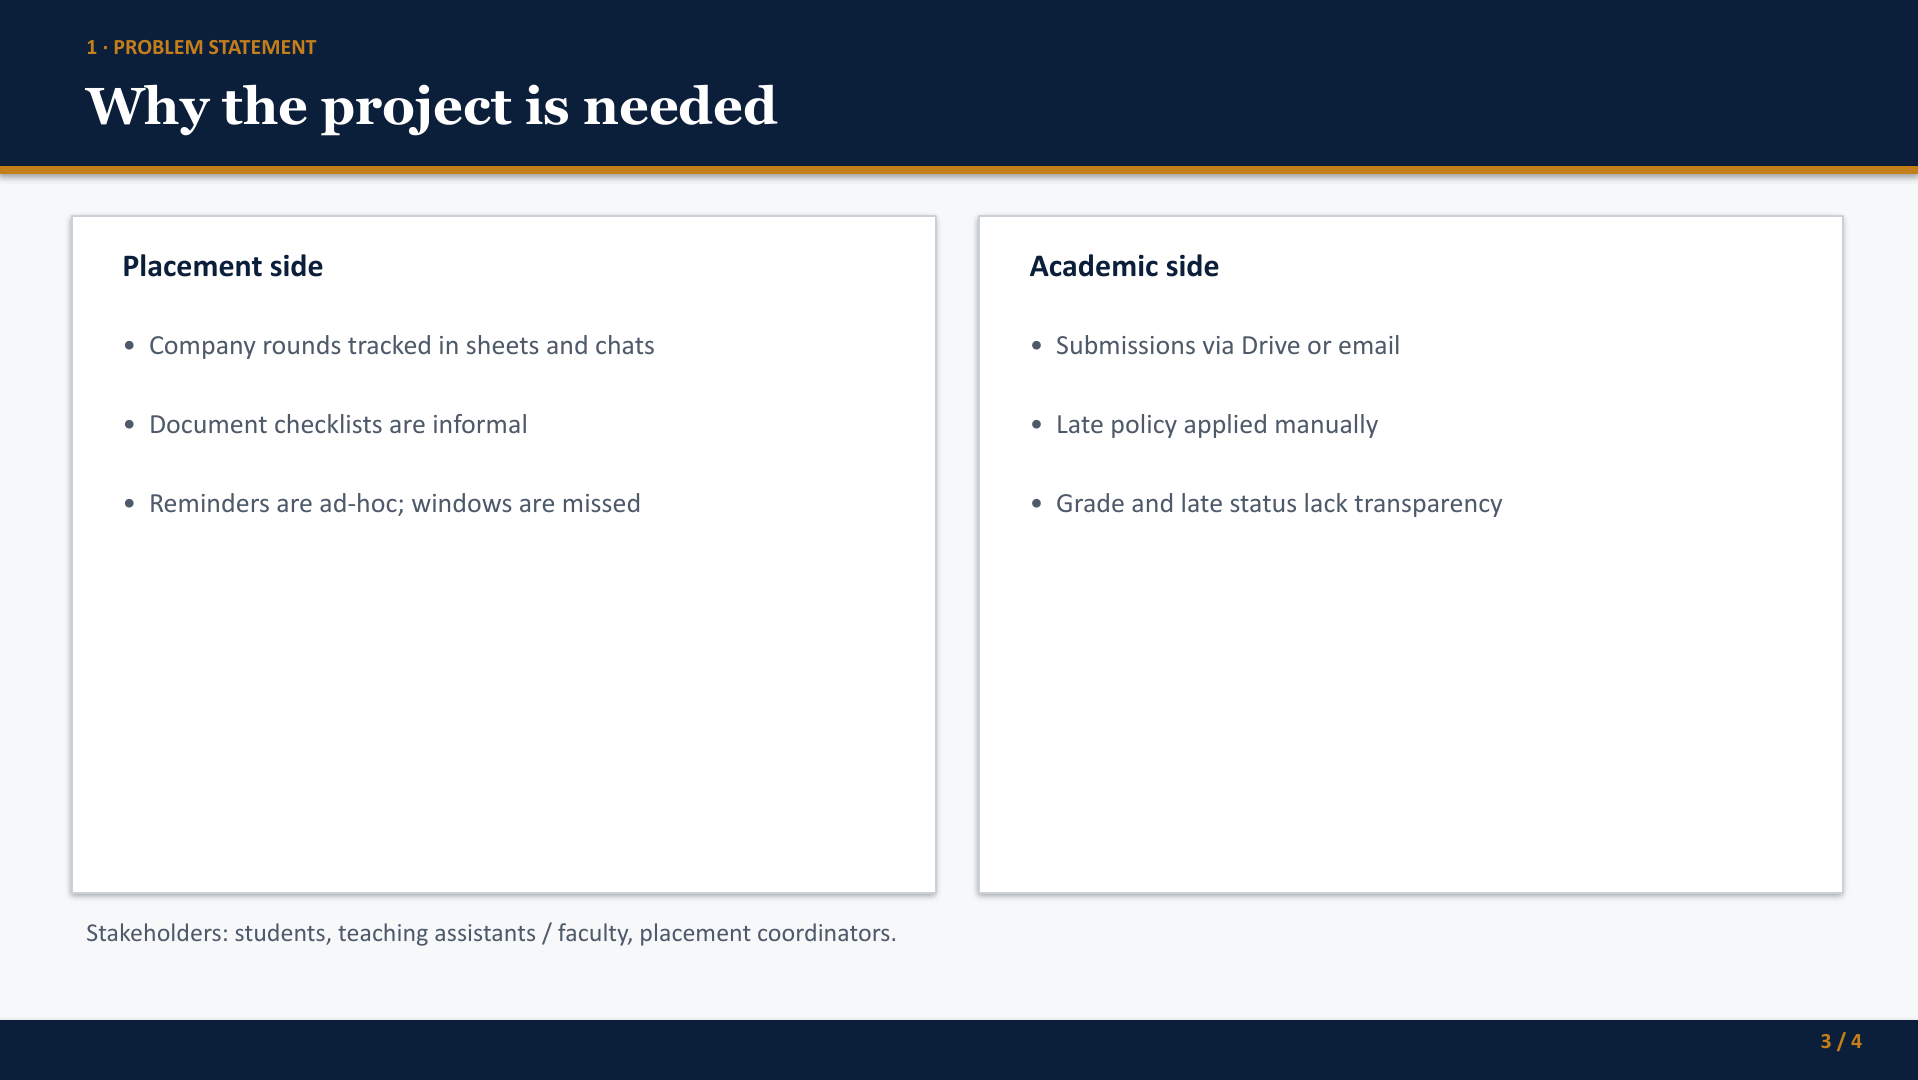 1 · PROBLEM STATEMENT
Why the project is needed
Placement side
• Company rounds tracked in sheets and chats
• Document checklists are informal
• Reminders are ad-hoc; windows are missed
Academic side
• Submissions via Drive or email
• Late policy applied manually
• Grade and late status lack transparency
Stakeholders: students, teaching assistants / faculty, placement coordinators.
3 / 4